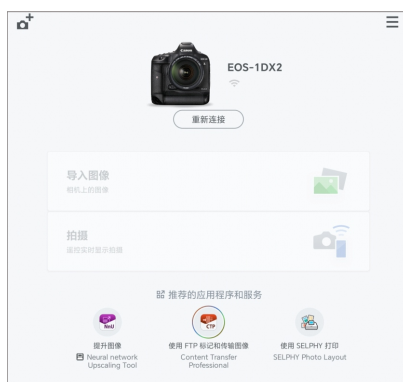 EOS-1DX2
重新连接
导入图像
相机上的图像
拍摄
遥控实时显示拍摄
推荐的应用程序和服务
NnU
CTP
提升图像
使用 FTP 标记和传输图像
使用 SELPHY 打印
Neural network
Upscaling Tool
Content Transfer
Professional
SELPHY Photo Layout